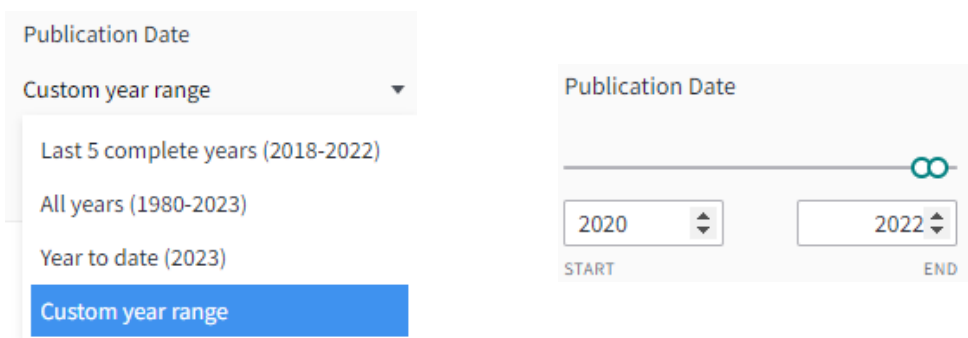 Publication Date
Custom year range
Last 5 complete years (2018-2022)
All years (1980-2023)
Year to date (2023)
Custom year range
Publication Date
2020 2022
START END